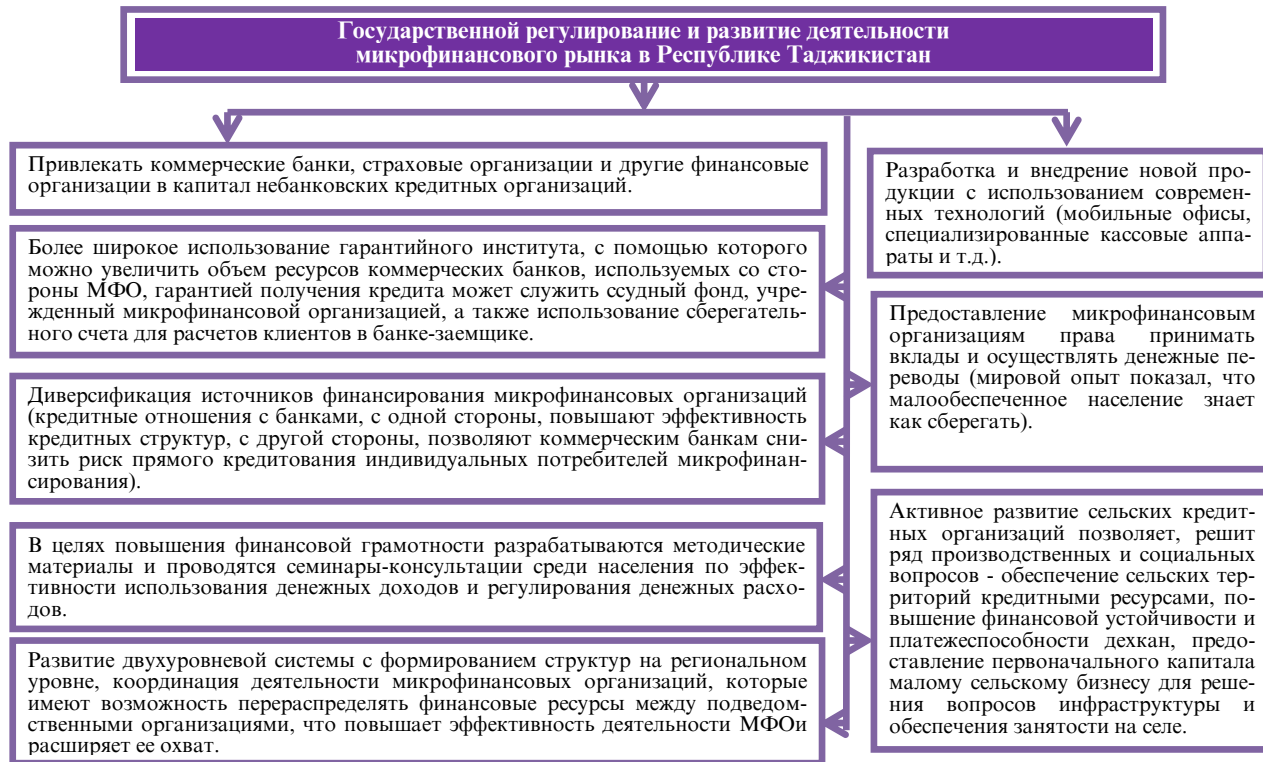 Государственной регулирование и развитие деятельности
микрофинансового рынка в Республике Таджикистан
Привлекать коммерческие банки, страховые организации и другие финансовые
организации в капитал небанковских кредитных организаций.
Более широкое использование гарантийного института, с помощью которого
можно увеличить объем ресурсов коммерческих банков, используемых со сто-
роны МФО, гарантией получения кредита может служить ссудный фонд, учре-
жденный микрофинансовой организацией, а также использование сберегатель-
ного счета для расчетов клиентов в банке-заемщике.
Диверсификация источников финансирования микрофинансовых организаций
(кредитные отношения с банками, с одной стороны, повышают эффективность
кредитных структур, с другой стороны, позволяют коммерческим банкам сни-
зить риск прямого кредитования индивидуальных потребителей микрофинан-
сирования).
В целях повышения финансовой грамотности разрабатываются методические
материалы и проводятся семинары-консультации среди населения по эффек-
тивности использования денежных доходов и регулирования денежных расхо-
дов.
Развитие двухуровневой системы с формированием структур на региональном
уровне, координация деятельности микрофинансовых организаций, которые
имеют возможность перераспределять финансовые ресурсы между подведом-
ственными организациями, что повышает эффективность деятельности МФОи
расширяет ее охват.
Разработка и внедрение новой про-
дукции с использованием современ-
ных технологий (мобильные офисы,
специализированные кассовые аппа-
раты и т.д.).
Предоставление микрофинансовым
организациям права принимать
вклады и осуществлять денежные пе-
реводы (мировой опыт показал, что
малообеспеченное население знает
как сберегать).
Активное развитие сельских кредит-
ных организаций позволяет, решит
ряд производственных и социальных
вопросов - обеспечение сельских тер-
риторий кредитными ресурсами, по-
вышение финансовой устойчивости и
платежеспособности дехкан, предо-
ставление первоначального капитала
малому сельскому бизнесу для реше-
ния вопросов инфраструктуры и
обеспечения занятости на селе.